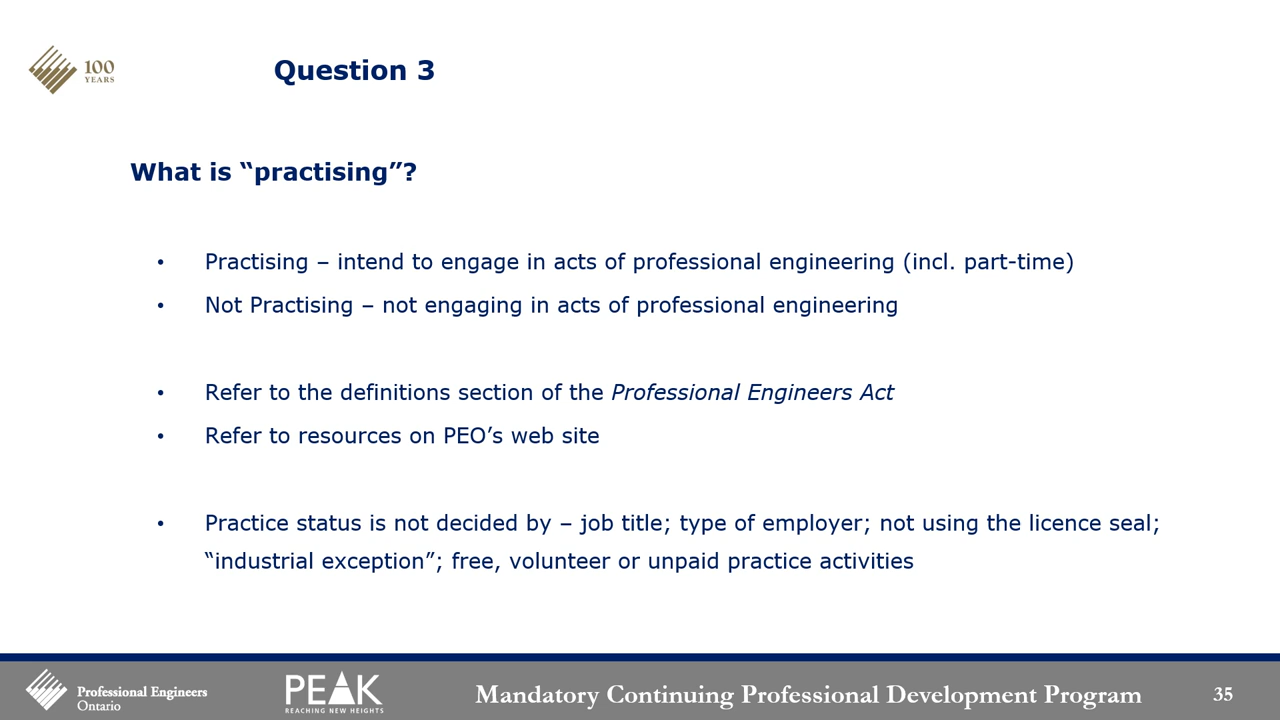 100
YEARS
Question 3
What is “practising”?
• Practising – intend to engage in acts of professional engineering (incl. part-time)
• Not Practising – not engaging in acts of professional engineering
• Refer to the definitions section of the Professional Engineers Act
• Refer to resources on PEO’s web site
• Practice status is not decided by – job title; type of employer; not using the licence seal;
“industrial exception”; free, volunteer or unpaid practice activities
Professional Engineers
Ontario
PEAK
REACHING NEW HEIGHTS
Mandatory Continuing Professional Development Program
35